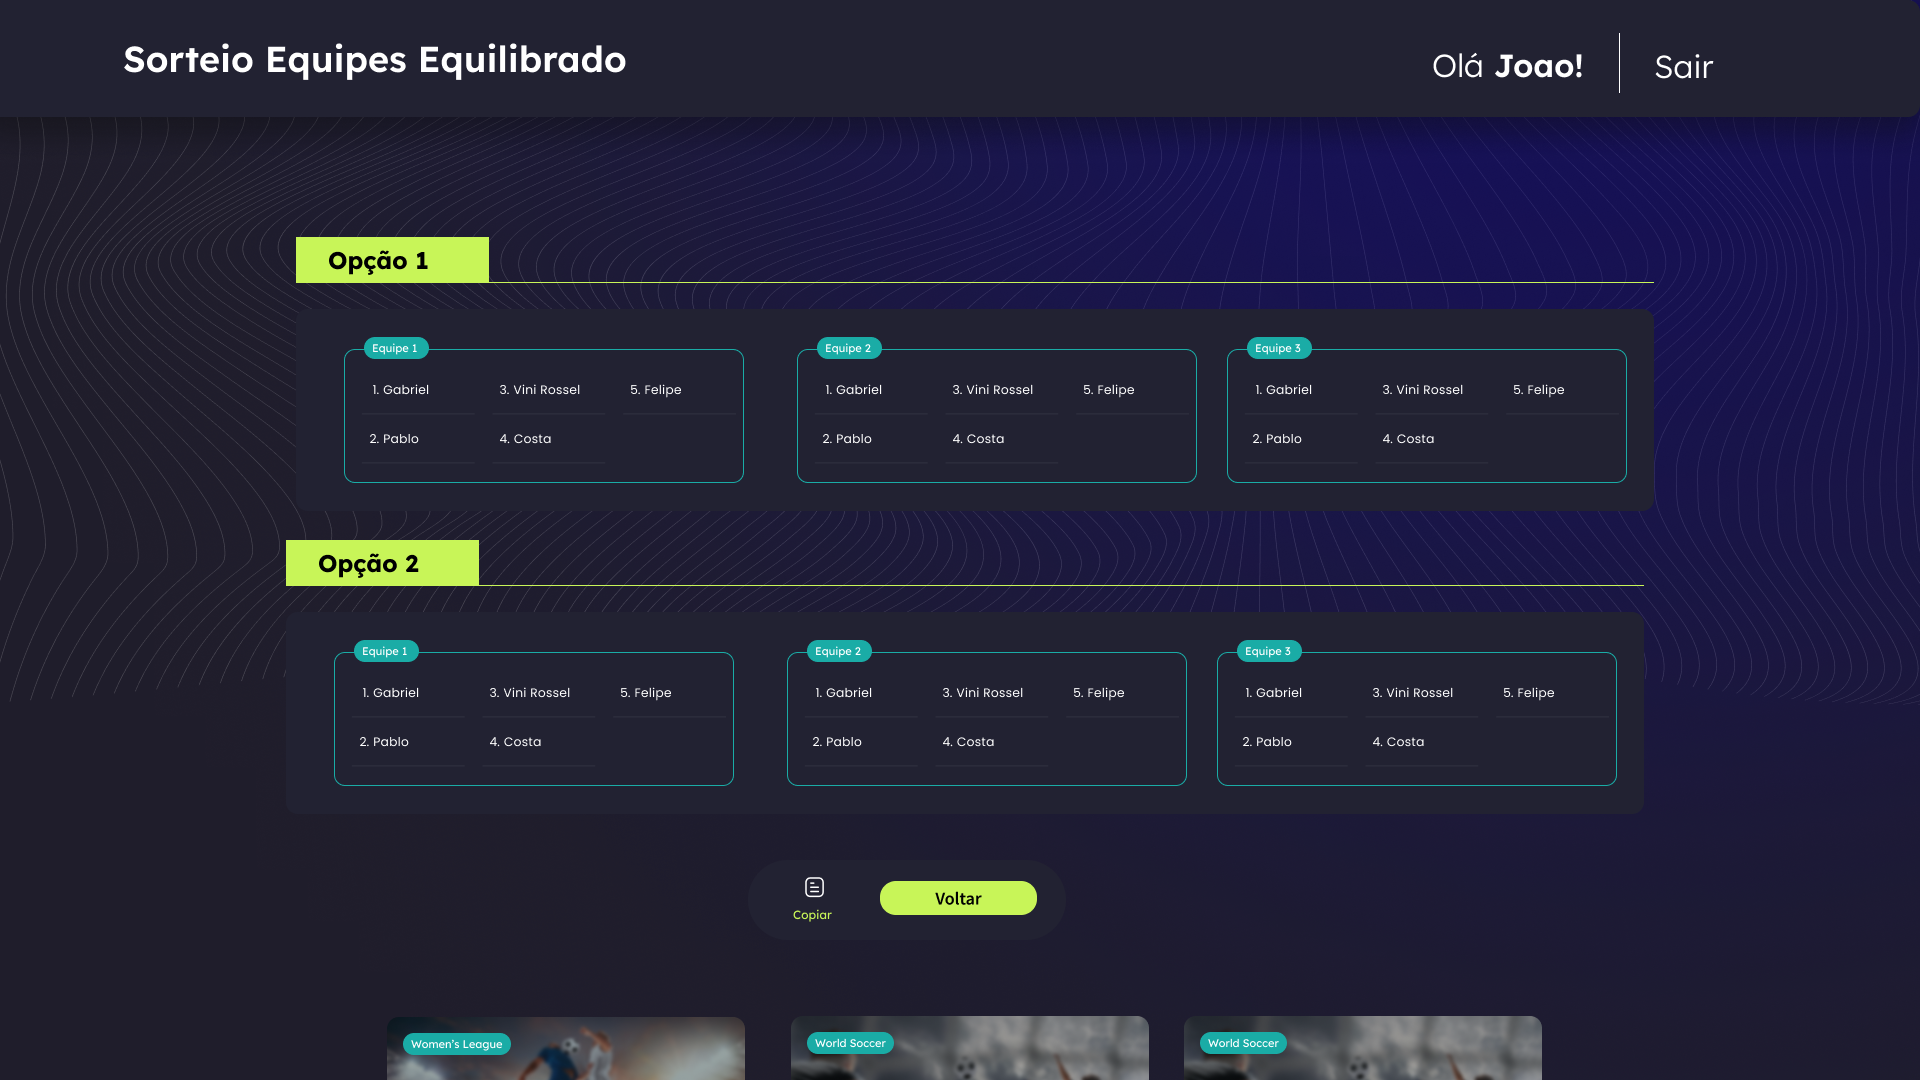 Sorteio Equipes Equilibrado
Olá Joao!
Sair
Opção 1
Equipe 1
Equipe 2
Equipe 3
1. Gabriel 3. Vini Rossel 5. Felipe
1. Gabriel 3. Vini Rossel 5. Felipe
1. Gabriel 3. Vini Rossel 5. Felipe
2. Pablo 4. Costa
2. Pablo 4. Costa
2. Pablo 4. Costa
Opção 2
Equipe 1
Equipe 2
Equipe 3
1. Gabriel 3. Vini Rossel 5. Felipe
1. Gabriel 3. Vini Rossel 5. Felipe
1. Gabriel 3. Vini Rossel 5. Felipe
2. Pablo 4. Costa
2. Pablo 4. Costa
2. Pablo 4. Costa
Copiar
Voltar
Women’s League
World Soccer
World Soccer